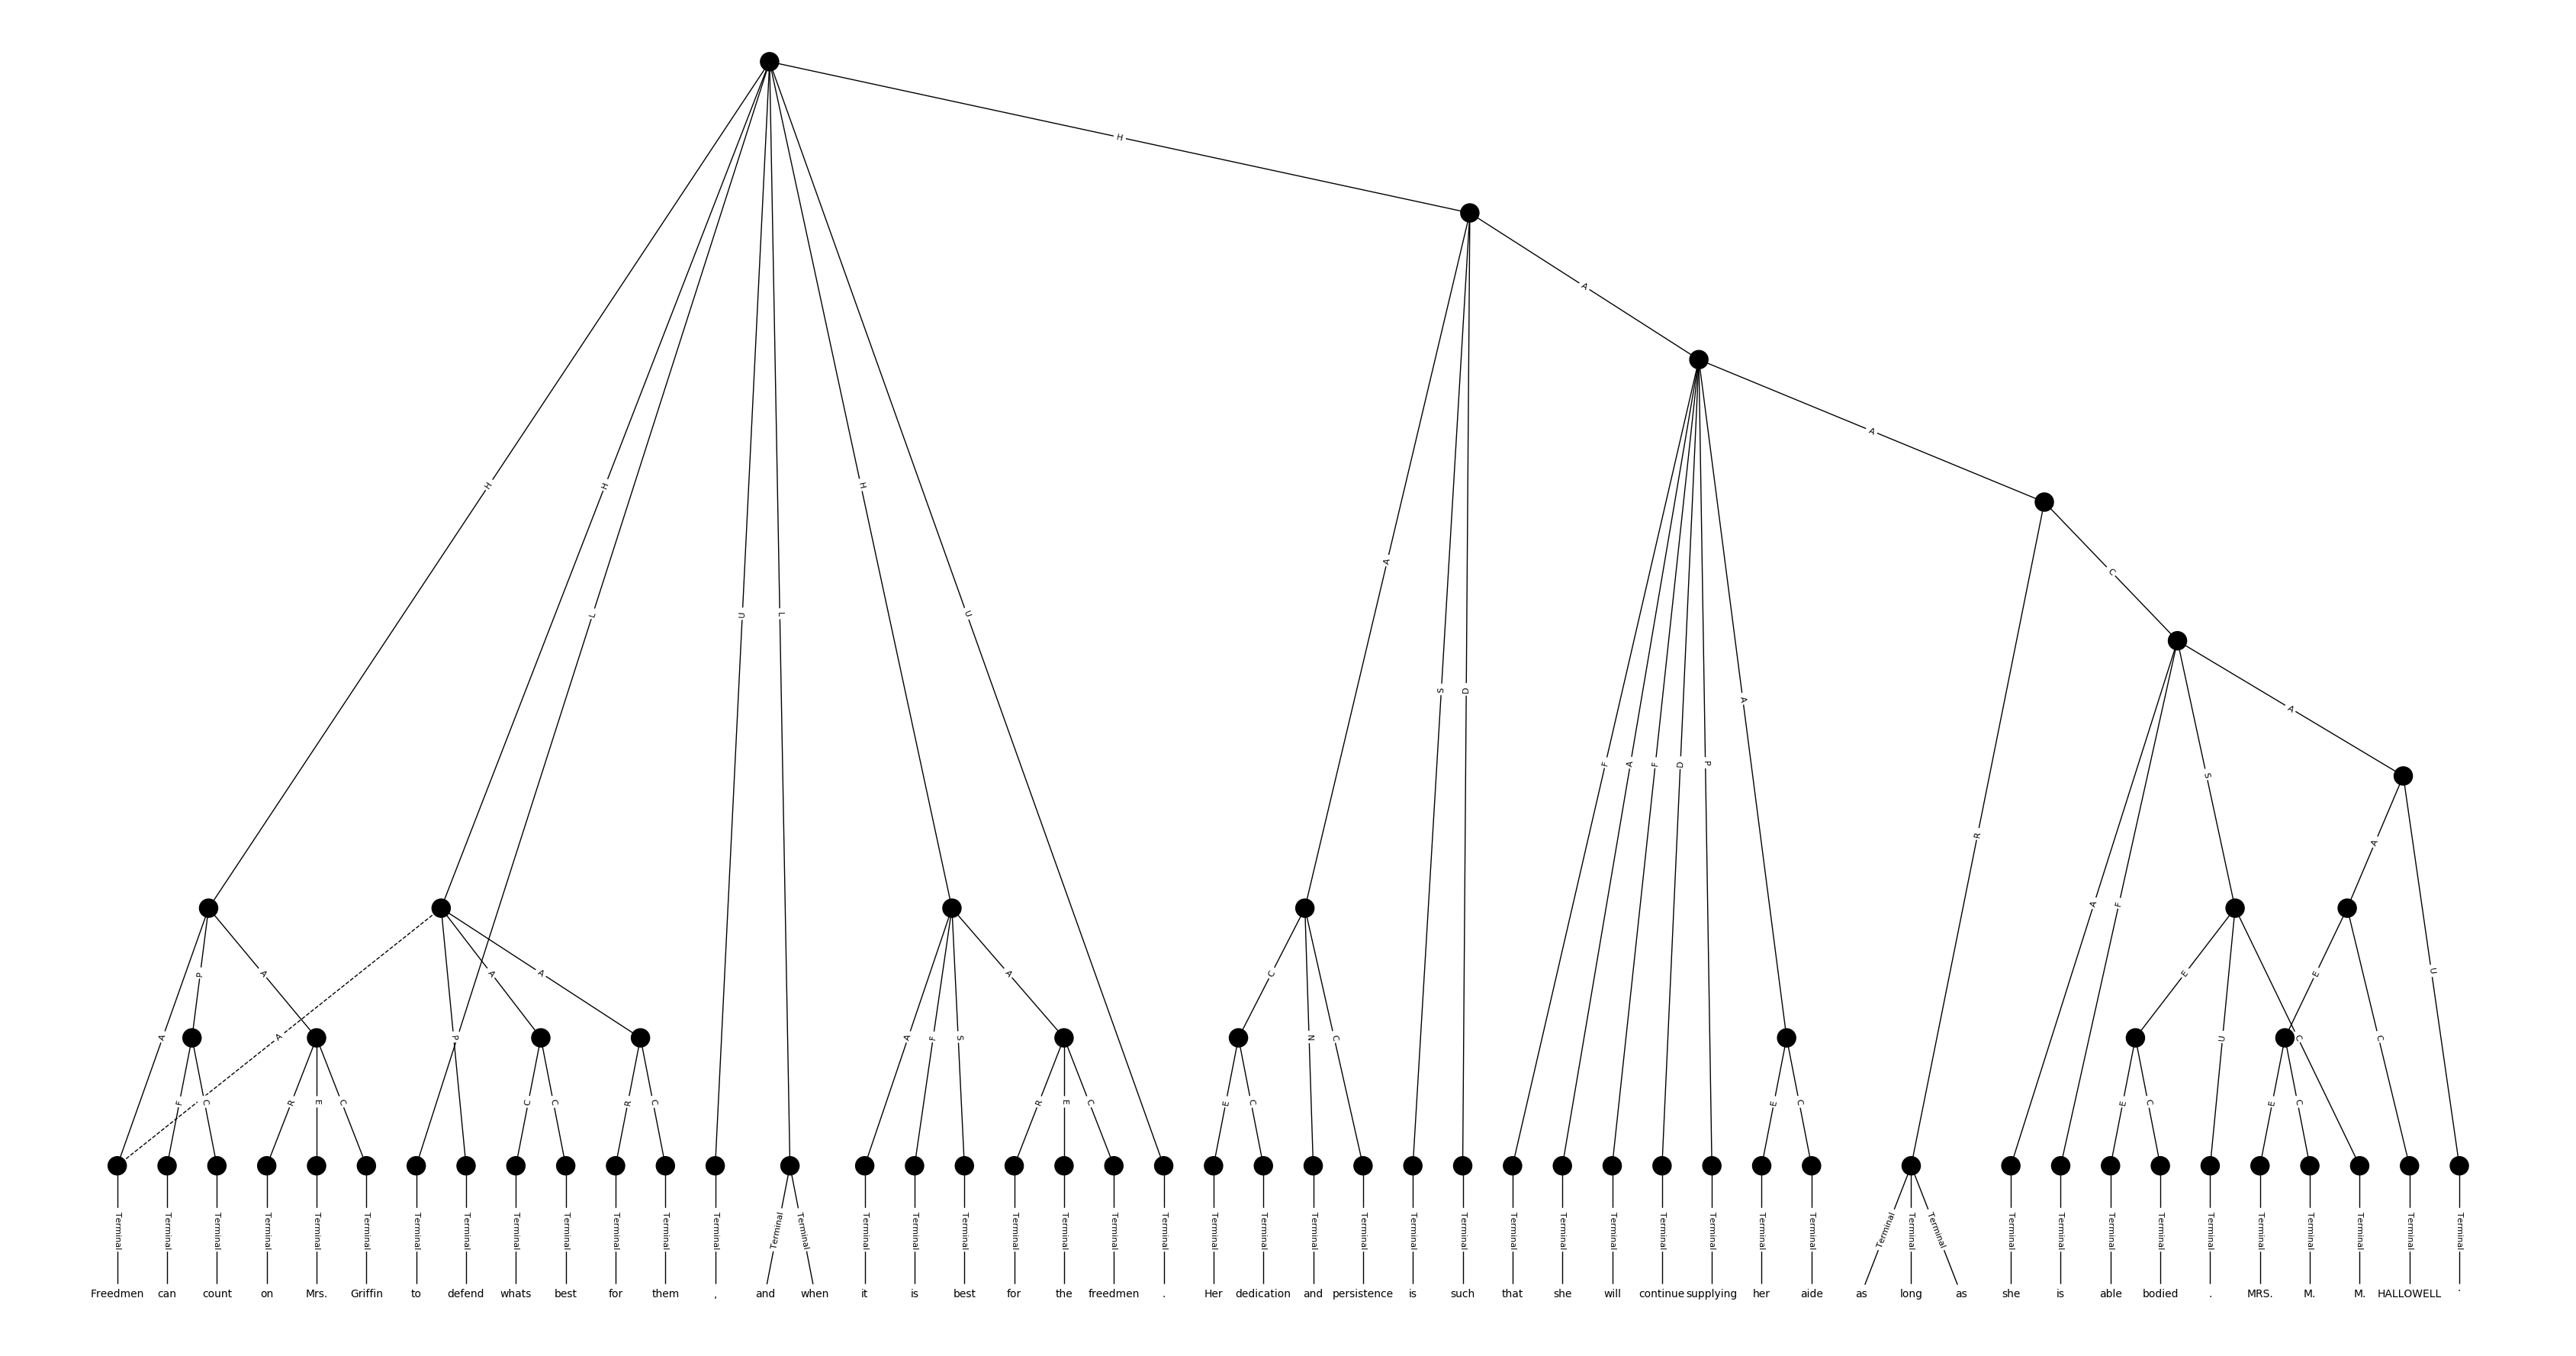 H
A
A
H
H
H
C
A
L
U
L
U
S
D
A
S
F
A
F
D
P
A
R
A
F
A
P
A
A
A
A
C
E
E
U
A
P
A
F
S
N
C
U
C
C
F
C
R
E
C
C
C
R
C
R
E
C
E
C
E
C
E
C
E
C
Terminal Terminal Terminal Terminal Terminal Terminal Terminal Terminal Terminal Terminal Terminal Terminal Terminal Terminal Terminal Terminal Terminal Terminal Terminal Terminal Terminal Terminal Terminal Terminal Terminal Terminal Terminal Terminal Terminal Terminal Terminal Terminal Terminal Terminal Terminal Terminal Terminal Terminal Terminal Terminal Terminal Terminal Terminal Terminal Terminal Terminal Terminal Terminal
Freedmen can count on Mrs. Griffin to defend whats best for them , and when it is best for the freedmen . Her dedication and persistence is such that she will continue supplying her aide as long as she is able bodied . MRS. M. M. HALLOWELL .